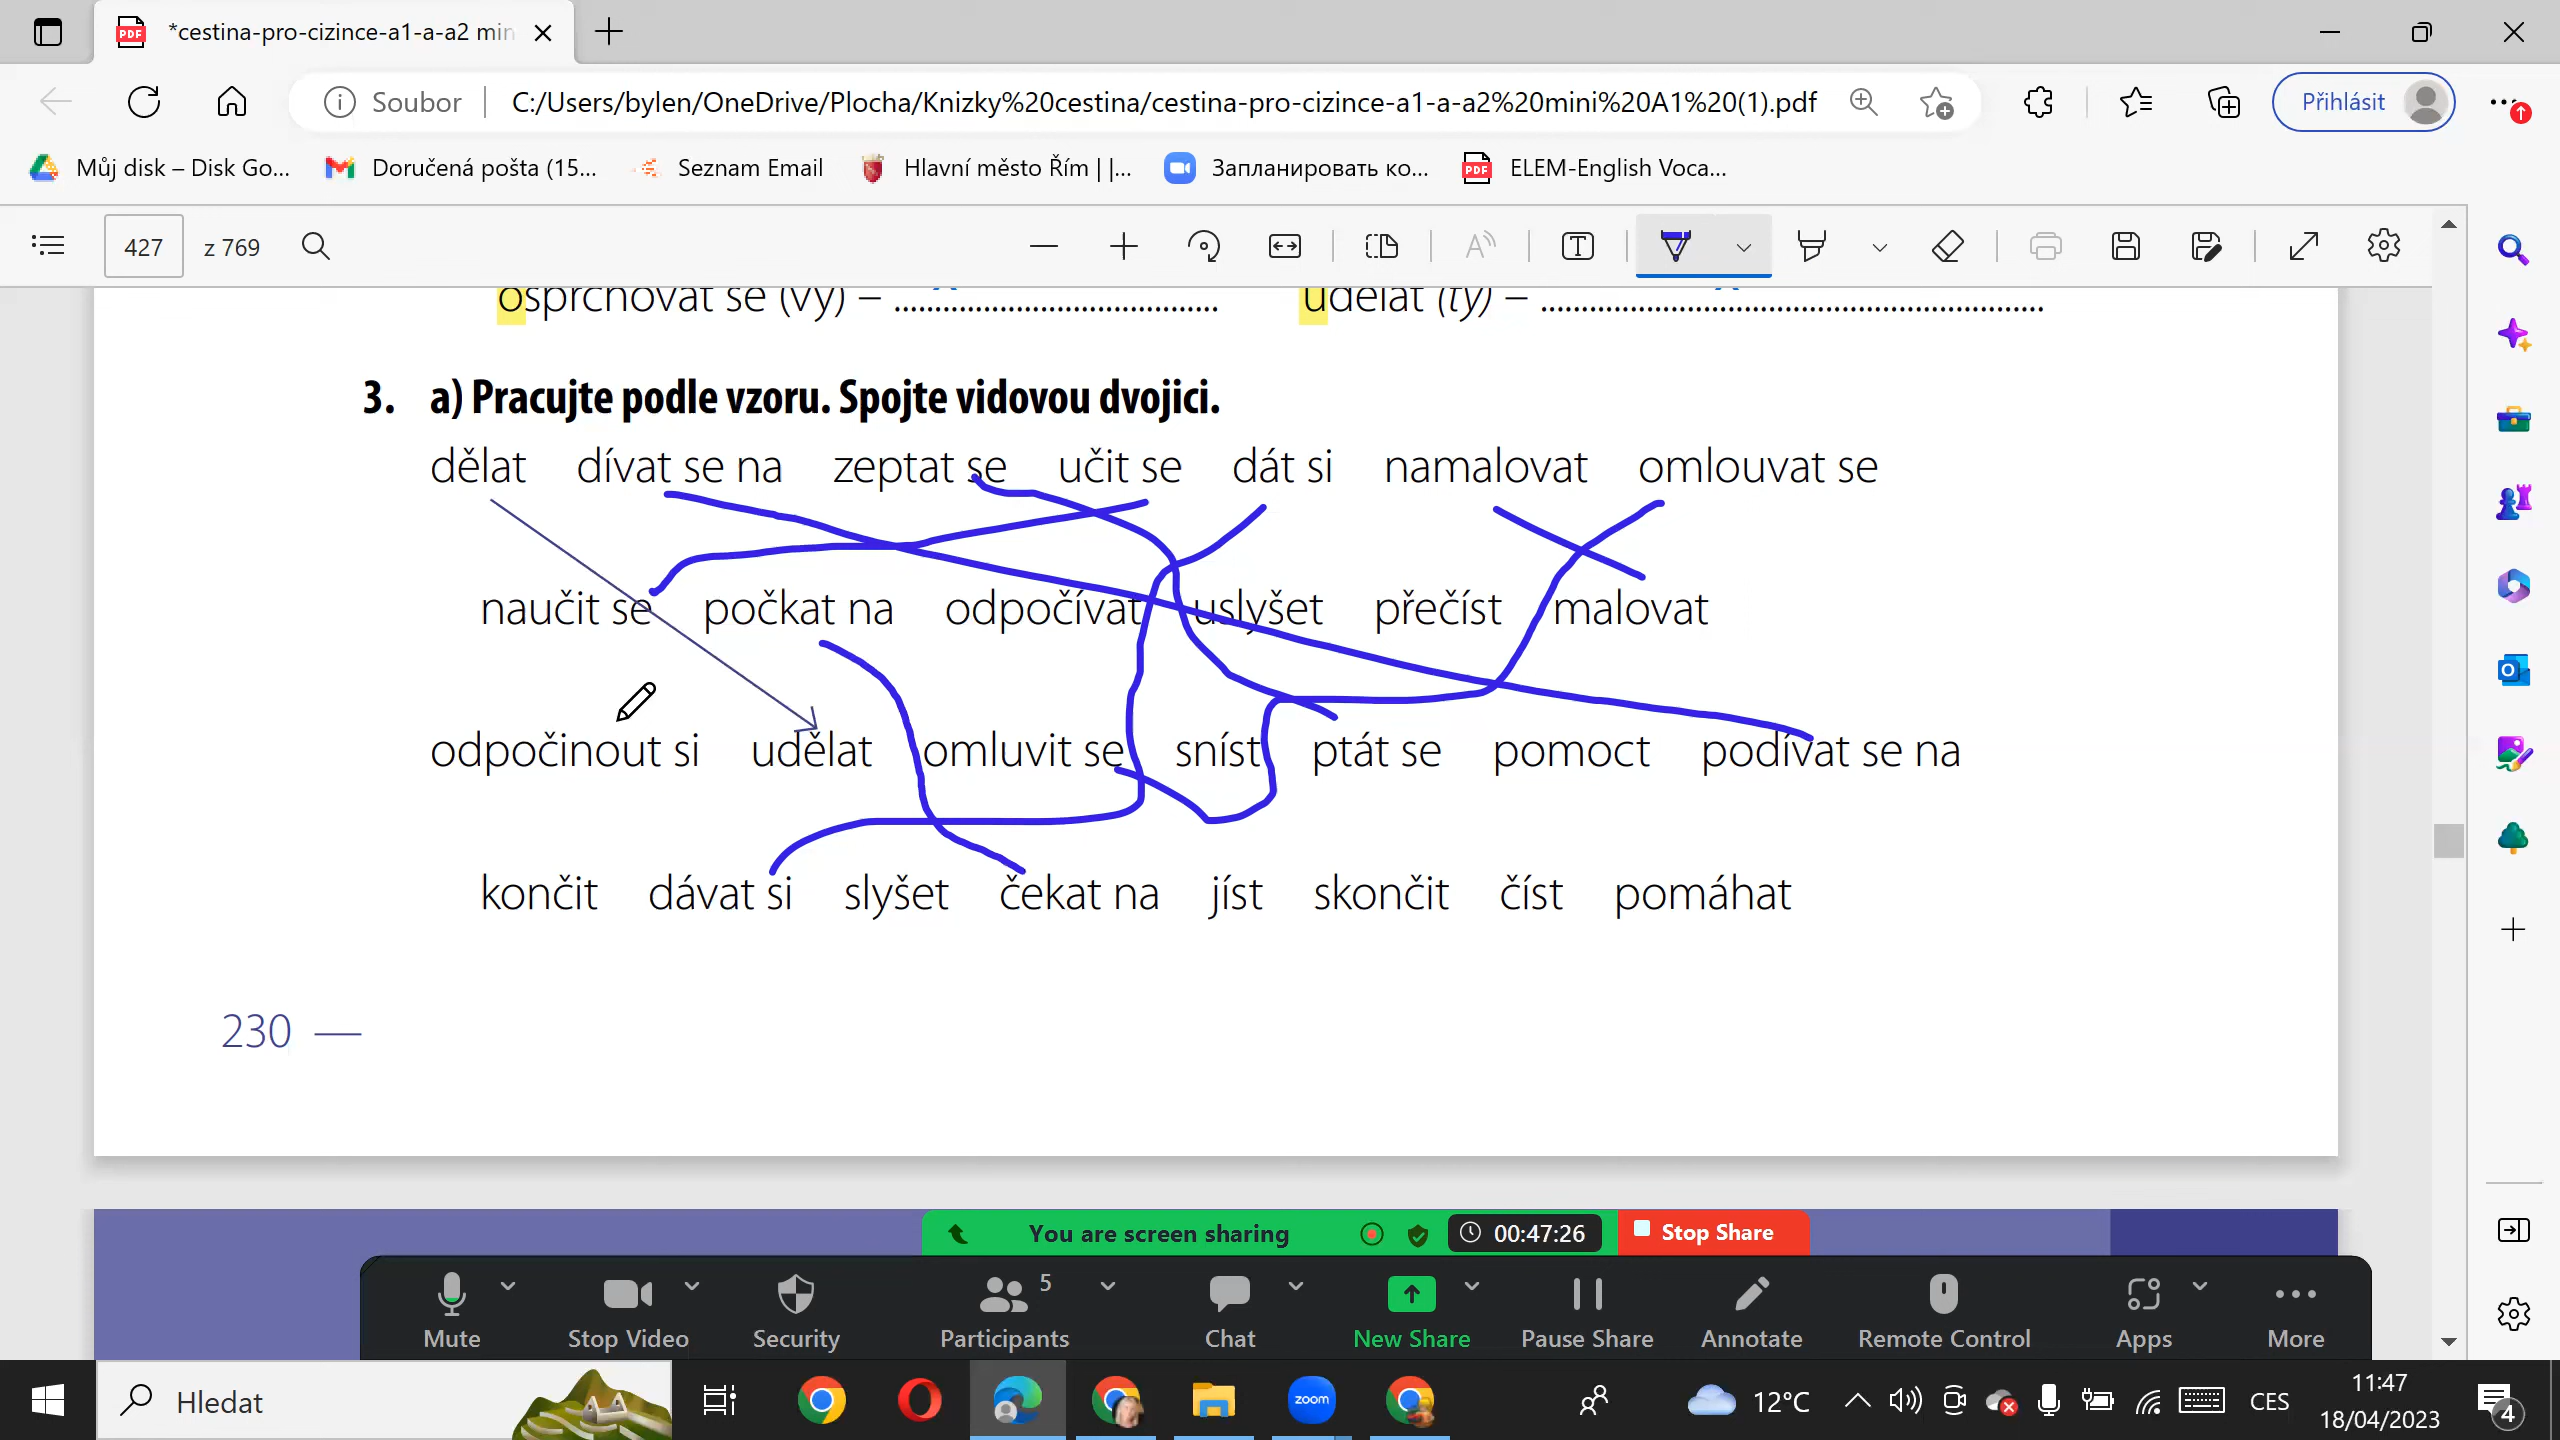 *cestina-pro-cizince-a1-a-a2 min
Soubor C:/Users/bylen/OneDrive/Plocha/Knizky%20cestina/cestina-pro-cizince-a1-a-a2%20mini%20A1%20(1).pdf Přihlásit
Můj disk – Disk Go... Doručená pošta (15... Seznam Email Hlavní město Řím | |... Запланировать ко... PDF ELEM-English Voca...
427 z 769
osprchovat se (vy) – ........................................ udělat (ty) – ............................................................
3. a) Pracujte podle vzoru. Spojte vidovou dvojici.
dělat dívat se na zeptat se učit se dát si namalovat omlouvat se
naučit se počkat na odpočívat uslyšet přečíst malovat
odpočinout si udělat omluvit se sníst ptát se pomoct podívat se na
končit dávat si slyšet čekat na jíst skončit číst pomáhat
230 —
You are screen sharing 00:47:26 Stop Share
5
Mute Stop Video Security Participants Chat New Share Pause Share Annotate Remote Control Apps More
Hledat zoom 12°C CES 11:47
18/04/2023 4